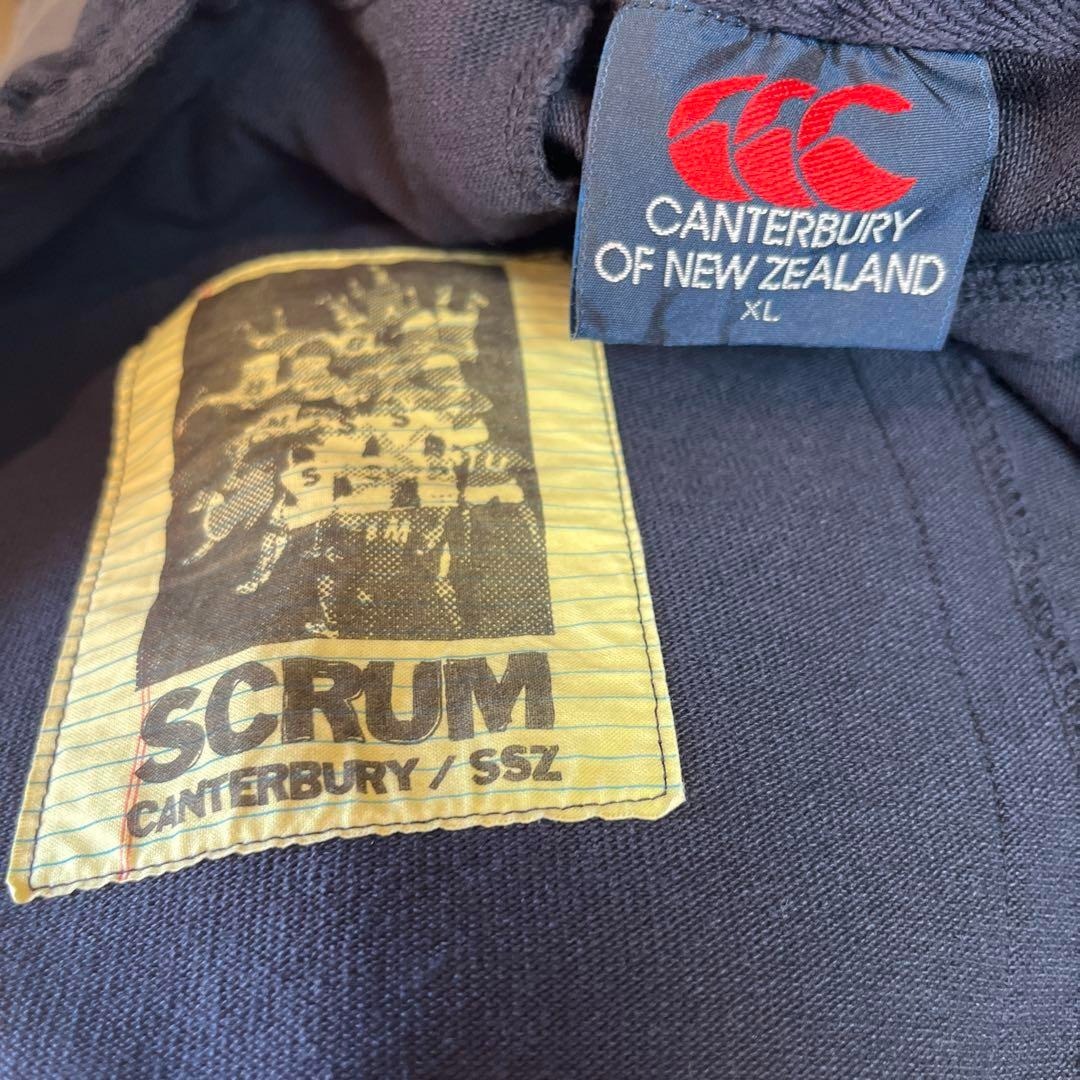 CANTERBURY
OF NEW ZEALAND
XL
SCRUM
CANTERBURY / SSZ